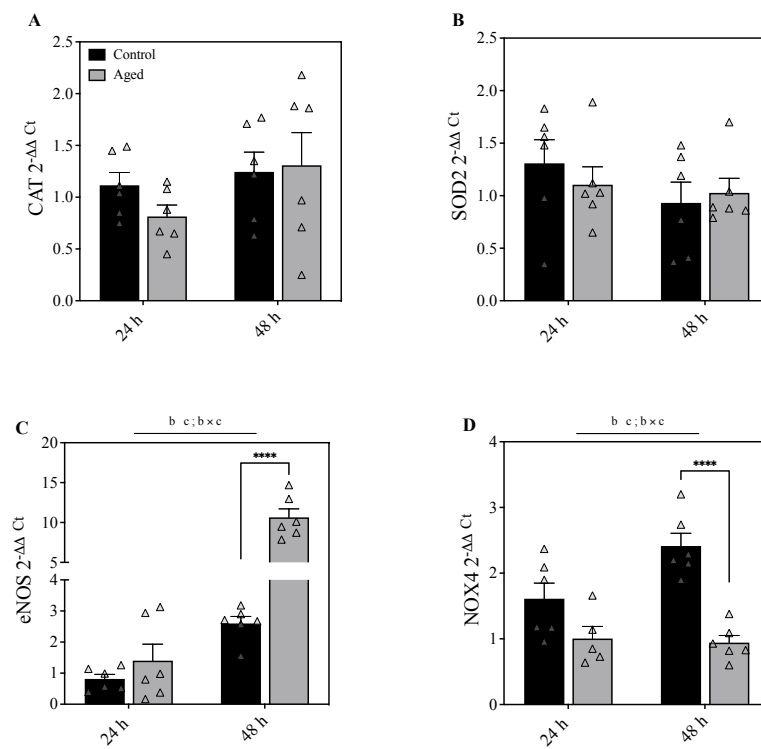 A
CAT 2-ΔΔ Ct
2.5
2.0
1.5
1.0
0.5
0.0
Control
Aged
24 h
48 h
B
SOD2 2-ΔΔ Ct
2.5
2.0
1.5
1.0
0.5
0.0
24 h
48 h
C
b c ; b × c
eNOS 2-ΔΔ Ct
20
15
10
5
4
3
2
1
0
****
24 h
48 h
D
b c ; b × c
NOX4 2-ΔΔ Ct
4
3
2
1
0
****
24 h
48 h